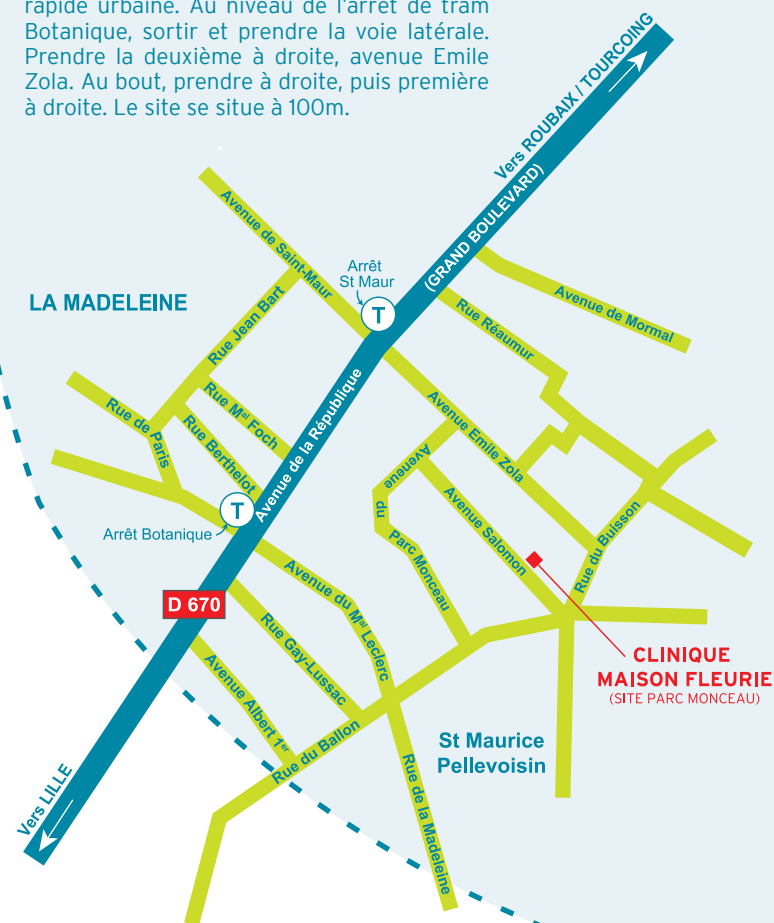 rapide urbaine. Au niveau de l'arrêt de tram
Botanique, sortir et prendre la voie latérale.
Prendre la deuxième à droite, avenue Emile
Zola. Au bout, prendre à droite, puis première
à droite. Le site se situe à 100m.
Vers ROUBAIX / TOURCOING
(GRAND BOULEVARD)
Avenue de Saint-Maur
Arrêt
St Maur
T
LA MADELEINE
Avenue de Mormal
Rue Réaumur
Rue Jean Bart
Rue Mal Foch
Rue Berthelot
Rue de Paris
Avenue de la République
Avenue Emile Zola
Avenene
du
Parc Monceau
Avenue Salomon
Rue du Buisson
T
Arrêt Botanique
Avenue du Mal Leclerc
D 670
Rue Gay-Lussac
Avenue Albert 1er
Rue du Ballon
CLINIQUE
MAISON FLEURIE
(SITE PARC MONCEAU)
St Maurice
Pellevoisin
Rue de la Madeleine
Vers LILLE